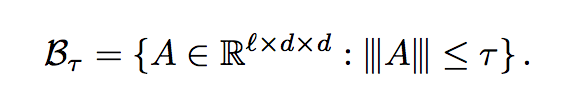 𝓑_τ = {A ∈ ℝ^{ℓ×d×d} : |||A||| ≤ τ} .